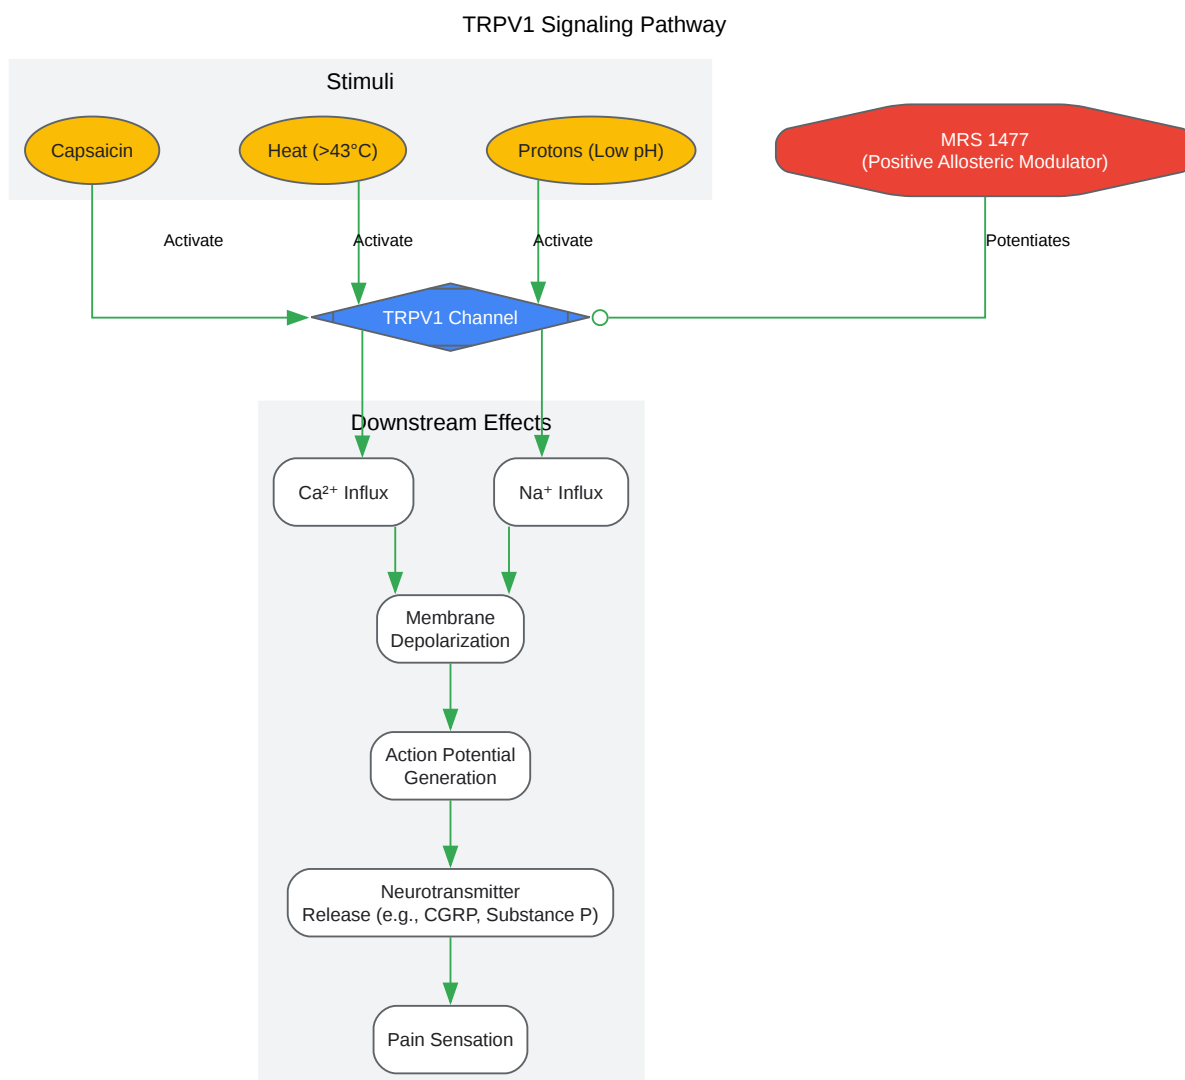 TRPV1 Signaling Pathway
Stimuli
Capsaicin
Heat (>43°C)
Protons (Low pH)
MRS 1477
(Positive Allosteric Modulator)
Activate
Activate
Activate
Potentiates
TRPV1 Channel
Downstream Effects
Ca²⁺ Influx
Na⁺ Influx
Membrane
Depolarization
Action Potential
Generation
Neurotransmitter
Release (e.g., CGRP, Substance P)
Pain Sensation